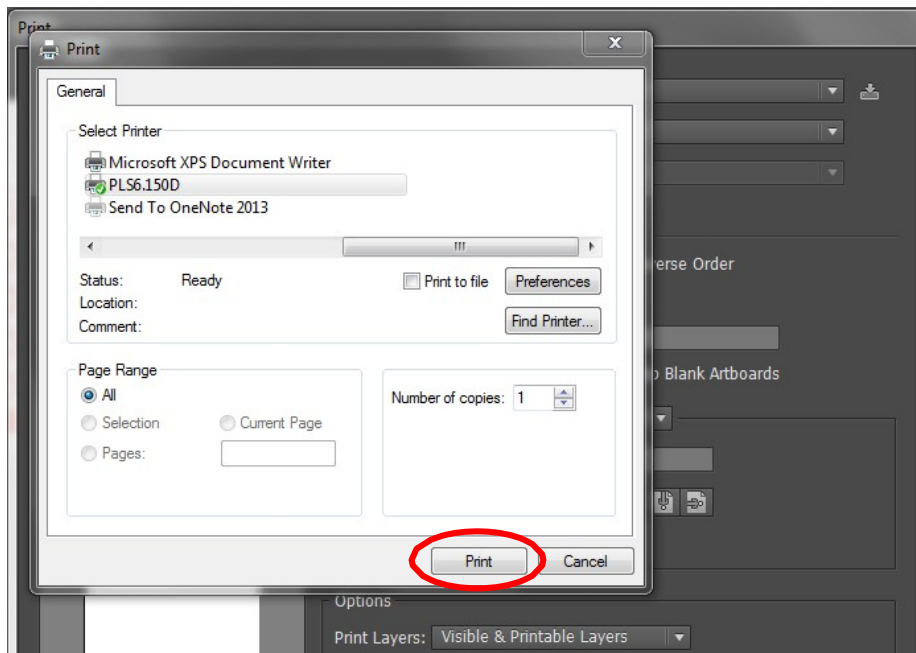 Print
Print
X
General
Select Printer
Microsoft XPS Document Writer
PLS6.150D
Send To OneNote 2013
Status: Ready
Print to file
Preferences
Location:
Comment:
Find Printer...
Page Range
All
Selection
Current Page
Pages:
Number of copies: 1
Print
Cancel
erse Order
Blank Artboards
Options
Print Layers: Visible & Printable Layers